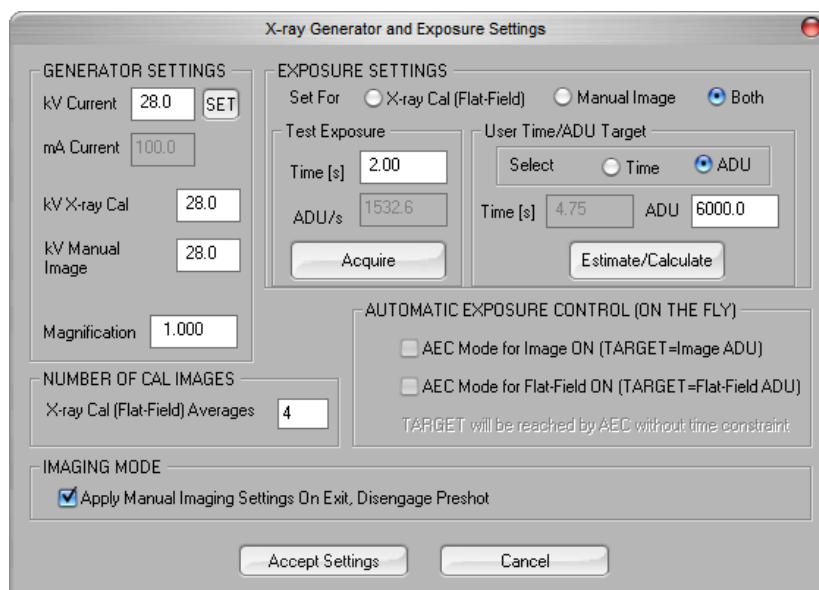 X-ray Generator and Exposure Settings
GENERATOR SETTINGS
kV Current 28.0 SET
mA Current 100.0
kV X-ray Cal 28.0
kV Manual
Image 28.0
Magnification 1.000
EXPOSURE SETTINGS
Set For X-ray Cal (Flat-Field) Manual Image Both
Test Exposure
Time [s] 2.00
ADU/s 1532.6
Acquire
User Time/ADU Target
Select Time ADU
Time [s] 4.75 ADU 6000.0
Estimate/Calculate
AUTOMATIC EXPOSURE CONTROL (ON THE FLY)
AEC Mode for Image ON (TARGET=Image ADU)
AEC Mode for Flat-Field ON (TARGET=Flat-Field ADU)
TARGET will be reached by AEC without time constraint
NUMBER OF CAL IMAGES
X-ray Cal (Flat-Field) Averages 4
IMAGING MODE
Apply Manual Imaging Settings On Exit, Disengage Preshot
Accept Settings Cancel